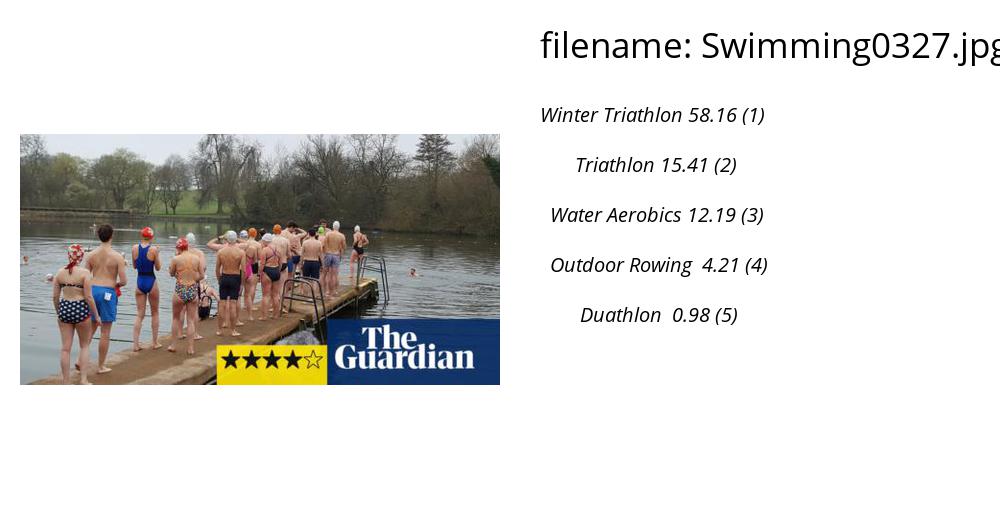 filename: Swimming0327.jpg
Winter Triathlon 58.16 (1)
Triathlon 15.41 (2)
Water Aerobics 12.19 (3)
Outdoor Rowing 4.21 (4)
Duathlon 0.98 (5)
★★★★☆
The
Guardian